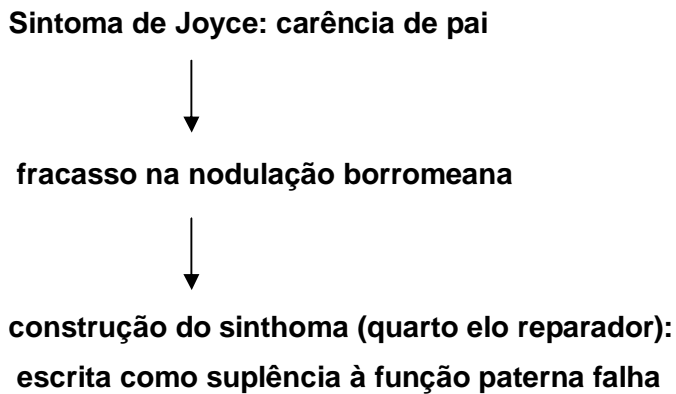 Sintoma de Joyce: carência de pai
fracasso na nodulação borromeana
construção do sinthoma (quarto elo reparador):
escrita como suplência à função paterna falha